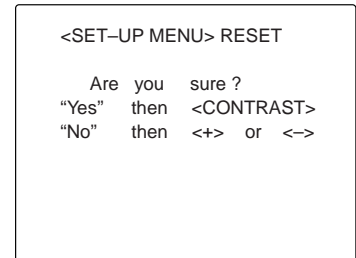 <SET–UP MENU> RESET
Are you sure ?
“Yes” then <CONTRAST>
“No” then <+> or <–>